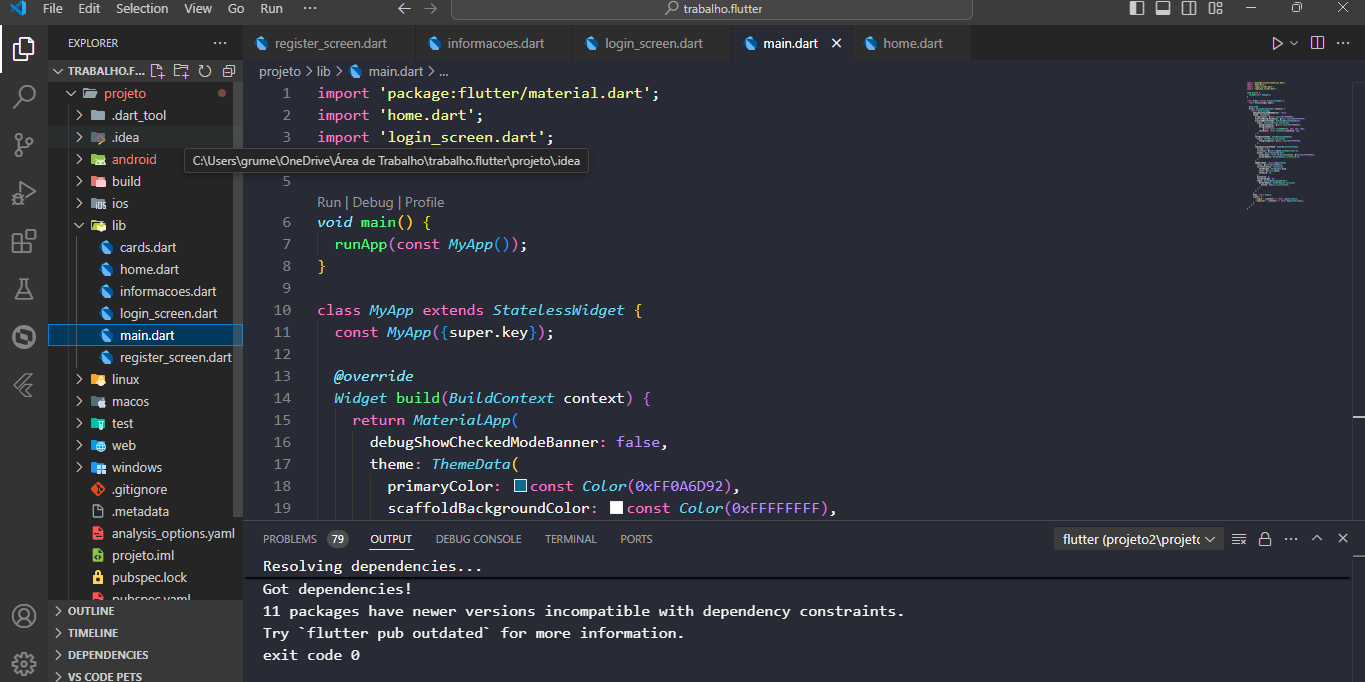 File Edit Selection View Go Run ··· trabalho.flutter
EXPLORER ···
register_screen.dart informacoes.dart login_screen.dart main.dart home.dart
TRABALHO.F...
projeto
.dart_tool
.idea
android
build
ios
lib
cards.dart
home.dart
informacoes.dart
login_screen.dart
main.dart
register_screen.dart
linux
macos
test
web
windows
.gitignore
.metadata
analysis_options.yaml
projeto.iml
pubspec.lock
pubspec.yaml
OUTLINE
TIMELINE
DEPENDENCIES
VS CODE PETS
projeto > lib > main.dart > ...
1 import 'package:flutter/material.dart';
2 import 'home.dart';
3 import 'login_screen.dart';
C:\Users\grume\OneDrive\Área de Trabalho\trabalho.flutter\projeto\.idea
5
Run | Debug | Profile
6 void main() {
7 runApp(const MyApp());
8 }
9
10 class MyApp extends StatelessWidget {
11 const MyApp({super.key});
12
13 @override
14 Widget build(BuildContext context) {
15 return MaterialApp(
16 debugShowCheckedModeBanner: false,
17 theme: ThemeData(
18 primaryColor: const Color(0xFF0A6D92),
19 scaffoldBackgroundColor: const Color(0xFFFFFFFF),
PROBLEMS 79 OUTPUT DEBUG CONSOLE TERMINAL PORTS flutter (projeto2\projetc
Resolving dependencies...
Got dependencies!
11 packages have newer versions incompatible with dependency constraints.
Try `flutter pub outdated` for more information.
exit code 0